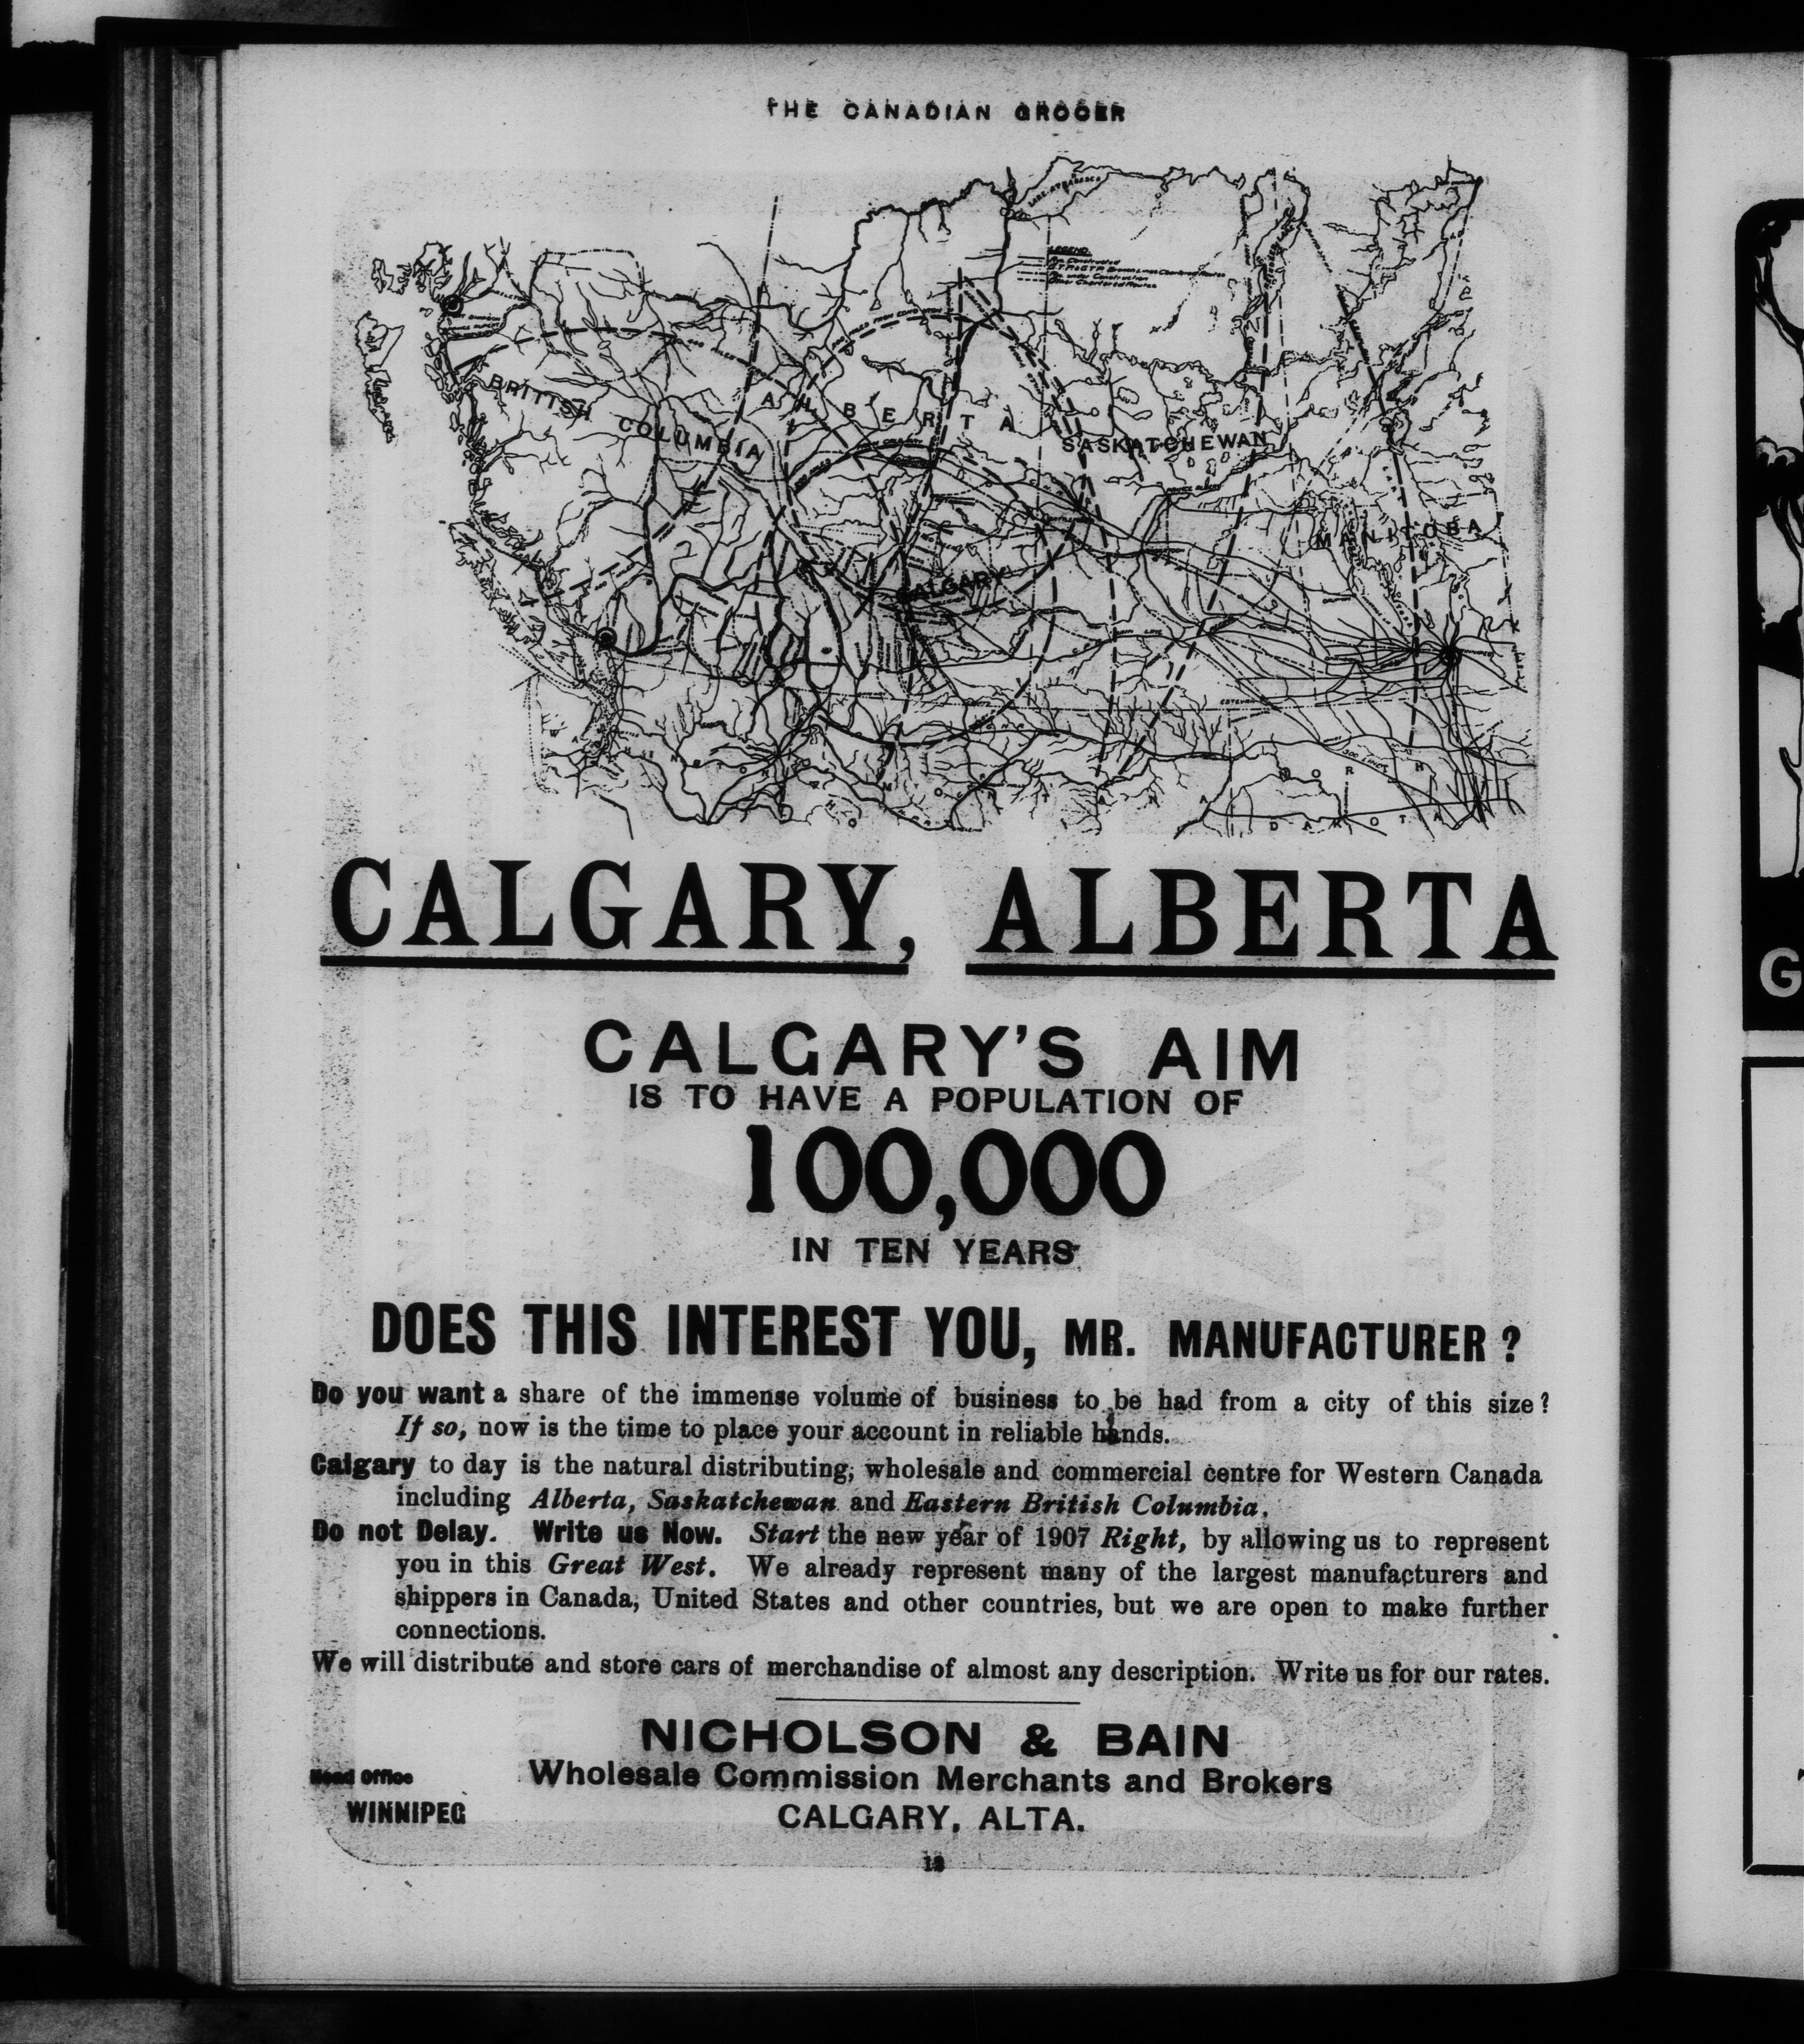 THE CANADIAN GROCER
LAKE ATHABASCA
LEGEND
BRITISH COLUMBIA
ALBERTA
SASKATCHEWAN
MANITOBA
CALGARY
ESTEVAN
SOO LINE
MONTANA
NORTH
DAKOTA
CALGARY, ALBERTA
CALGARY'S AIM
IS TO HAVE A POPULATION OF
100,000
IN TEN YEARS
DOES THIS INTEREST YOU, MR. MANUFACTURER ?
Do you want a share of the immense volume of business to be had from a city of this size?
If so, now is the time to place your account in reliable hands.
Calgary to day is the natural distributing, wholesale and commercial centre for Western Canada
including Alberta, Saskatchewan and Eastern British Columbia.
Do not Delay. Write us Now. Start the new year of 1907 Right, by allowing us to represent
you in this Great West. We already represent many of the largest manufacturers and
shippers in Canada, United States and other countries, but we are open to make further
connections.
We will distribute and store cars of merchandise of almost any description. Write us for our rates.
NICHOLSON & BAIN
Wholesale Commission Merchants and Brokers
CALGARY, ALTA.
Head Office
WINNIPEG
G